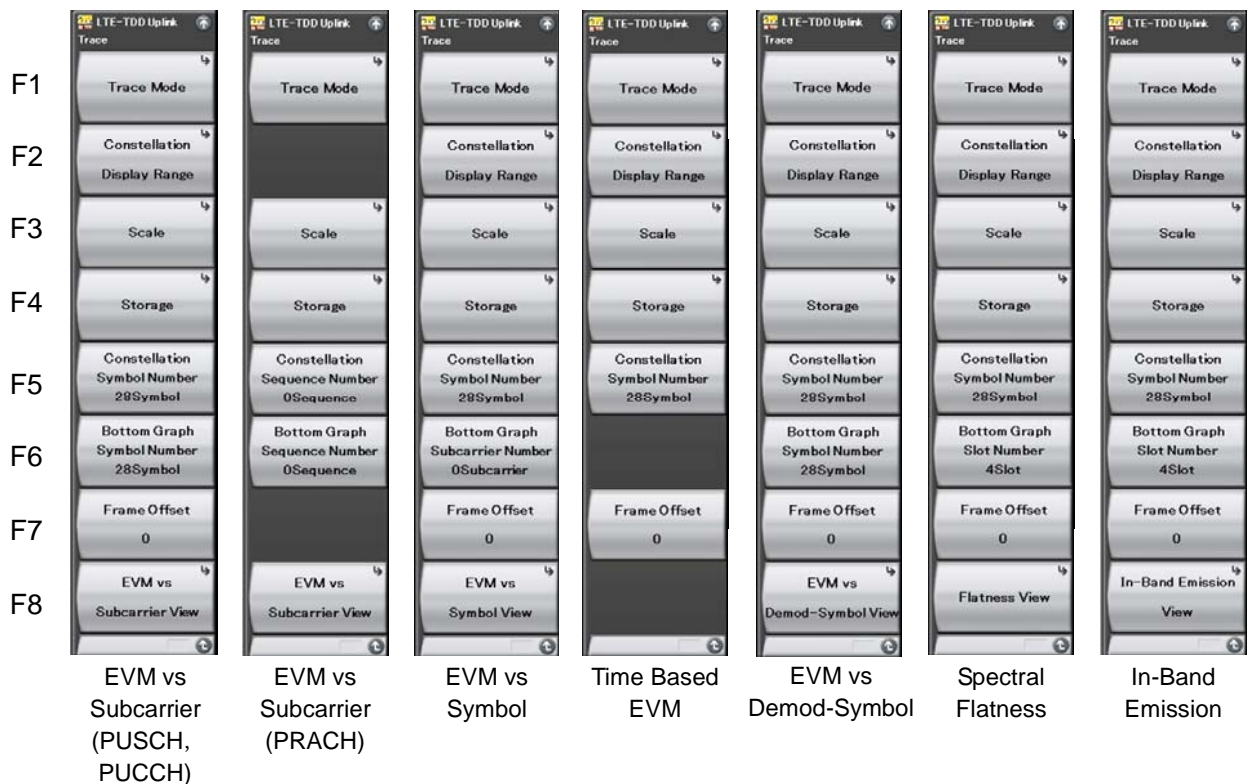 LTE-TDD Uplink
Trace
LTE-TDD Uplink
Trace
LTE-TDD Uplink
Trace
LTE-TDD Uplink
Trace
LTE-TDD Uplink
Trace
LTE-TDD Uplink
Trace
LTE-TDD Uplink
Trace
F1
Trace Mode
Trace Mode
Trace Mode
Trace Mode
Trace Mode
Trace Mode
Trace Mode
F2
Constellation
Display Range
Constellation
Display Range
Constellation
Display Range
Constellation
Display Range
Constellation
Display Range
Constellation
Display Range
F3
Scale
Scale
Scale
Scale
Scale
Scale
Scale
F4
Storage
Storage
Storage
Storage
Storage
Storage
Storage
F5
Constellation
Symbol Number
28Symbol
Constellation
Sequence Number
0Sequence
Constellation
Symbol Number
28Symbol
Constellation
Symbol Number
28Symbol
Constellation
Symbol Number
28Symbol
Constellation
Symbol Number
28Symbol
Constellation
Symbol Number
28Symbol
F6
Bottom Graph
Symbol Number
28Symbol
Bottom Graph
Sequence Number
0Sequence
Bottom Graph
Subcarrier Number
0Subcarrier
Bottom Graph
Symbol Number
28Symbol
Bottom Graph
Slot Number
4Slot
Bottom Graph
Slot Number
4Slot
F7
Frame Offset
0
Frame Offset
0
Frame Offset
0
Frame Offset
0
Frame Offset
0
Frame Offset
0
F8
EVM vs
Subcarrier View
EVM vs
Subcarrier View
EVM vs
Symbol View
EVM vs
Demod-Symbol View
Flatness View
In-Band Emission
View
EVM vs
Subcarrier
(PUSCH,
PUCCH)
EVM vs
Subcarrier
(PRACH)
EVM vs
Symbol
Time Based
EVM
EVM vs
Demod-Symbol
Spectral
Flatness
In-Band
Emission